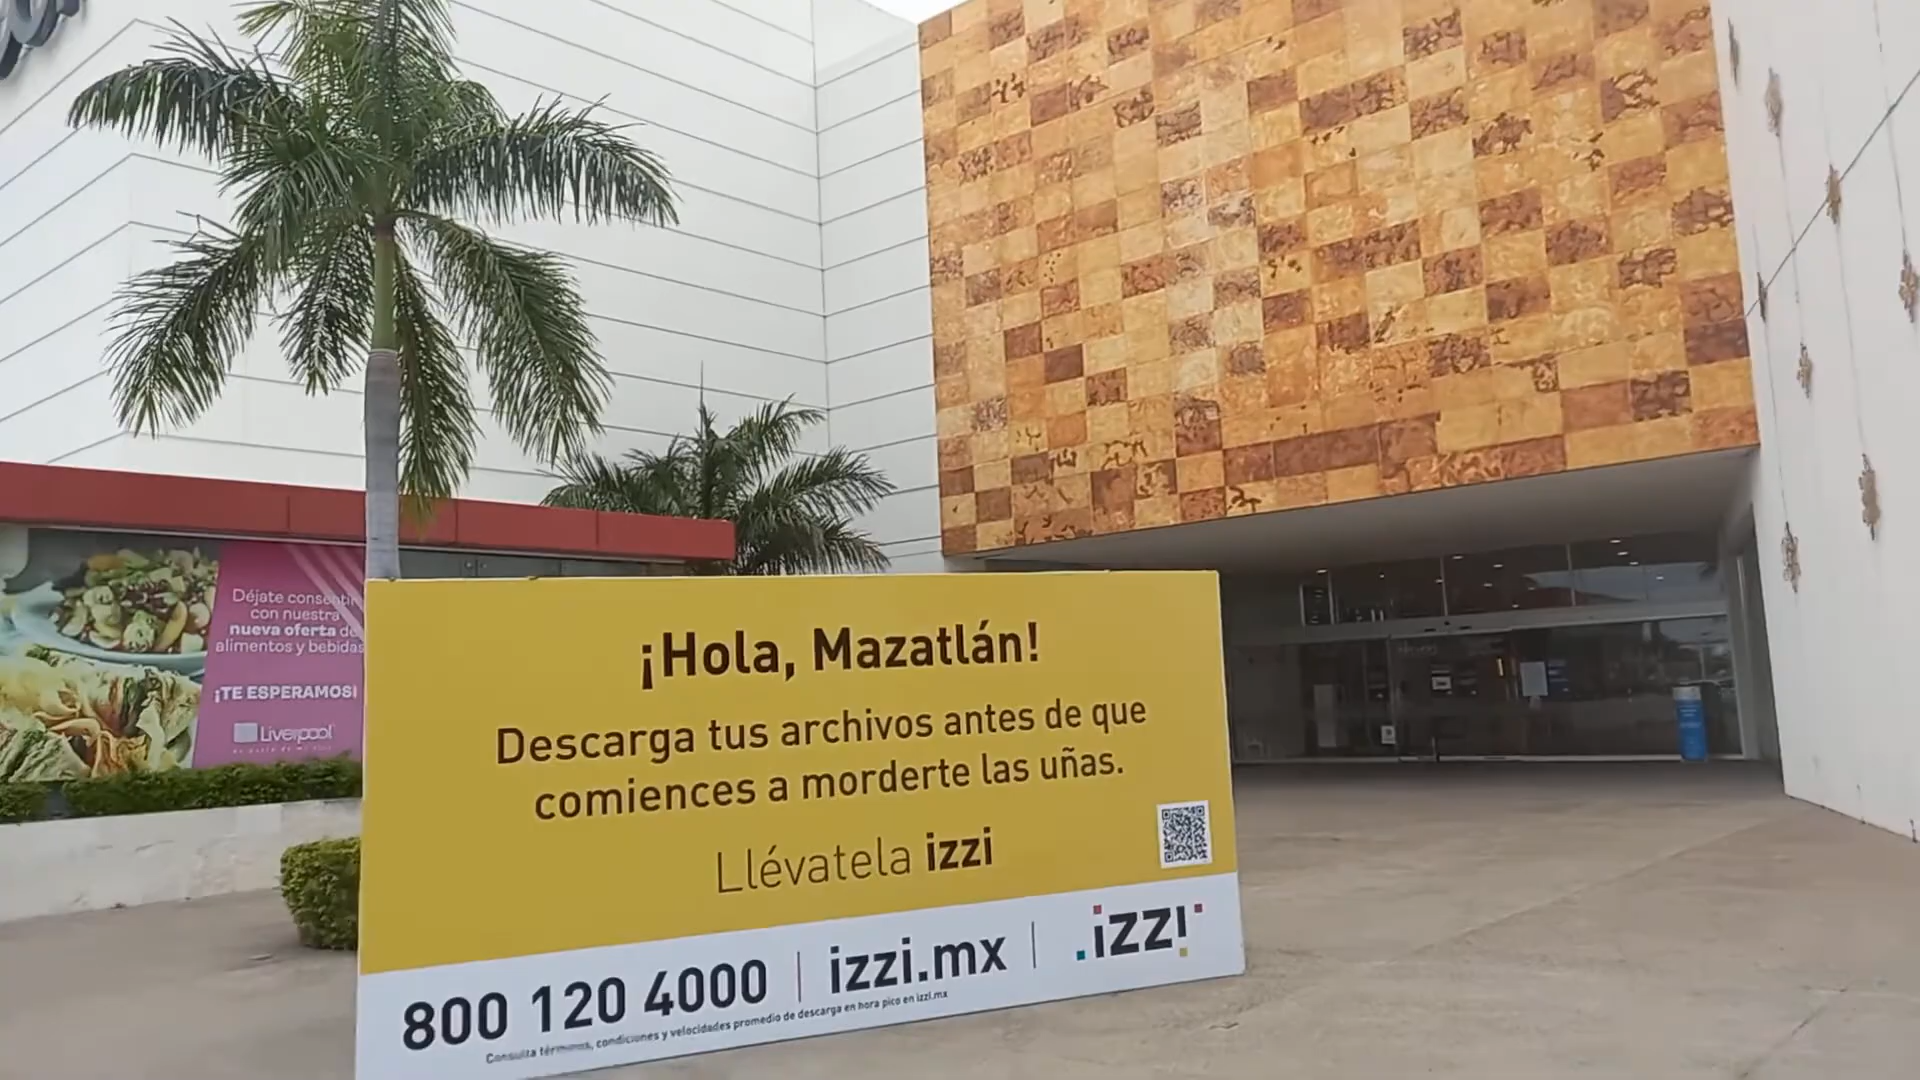 Déjate consentir
con nuestra
nueva oferta de
alimentos y bebidas
¡TE ESPERAMOS!
Liverpool
¡Hola, Mazatlán!
Descarga tus archivos antes de que
comiences a morderte las uñas.
Llévatela izzi
800 120 4000 | izzi.mx | izzi
Consulta términos, condiciones y velocidades promedio de descarga en hora pico en izzi.mx